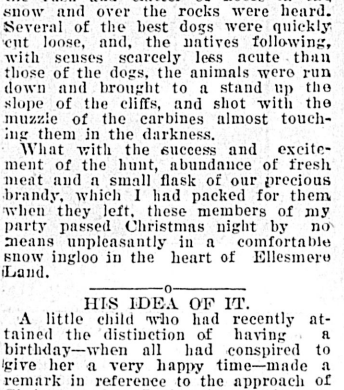 snow and over the rocks were heard.
Several of the best dogs were quickly
cut loose, and, the natives following,
with senses scarcely less acute than
those of the dogs, the animals were run
down and brought to a stand up the
slope of the cliffs, and shot with the
muzzle of the carbines almost touch-
ing them in the darkness.
What with the success and excite-
ment of the hunt, abundance of fresh
meat and a small flask of our precious
brandy, which I had packed for them
when they left, these members of my
party passed Christmas night by no
means unpleasantly in a comfortable
snow ingloo in the heart of Ellesmere
Land.
——o——
HIS IDEA OF IT.
A little child who had recently at-
tained the distinction of having a
birthday—when all had conspired to
give her a very happy time—made a
remark in reference to the approach of